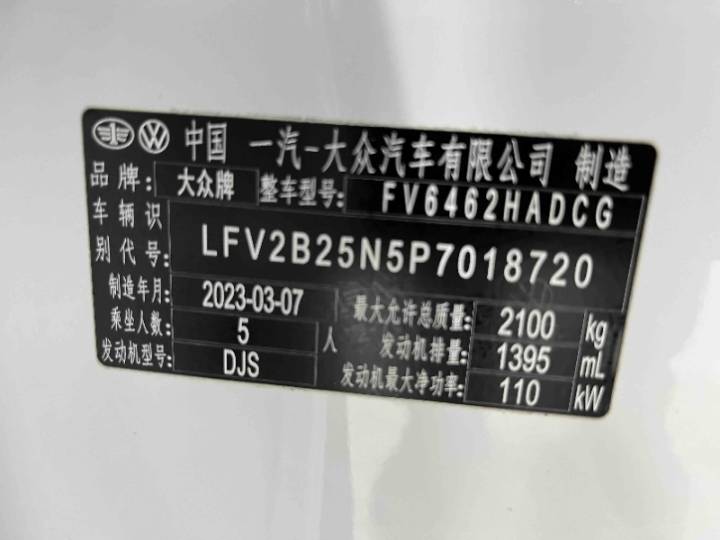 中国 一汽-大众汽车有限公司 制造
品牌: 大众牌 整车型号: FV6462HADCG
车辆识别代号: LFV2B25N5P7018720
制造年月: 2023-03-07 最大允许总质量: 2100 kg
乘坐人数: 5 人 发动机排量: 1395 mL
发动机型号: DJS 发动机最大净功率: 110 kW